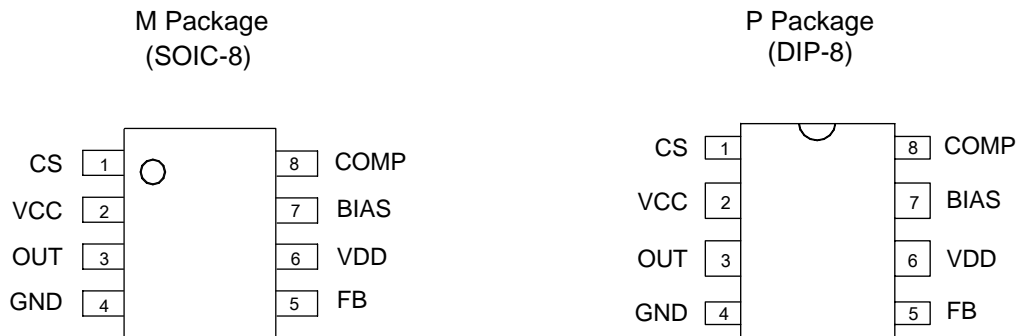 M Package
(SOIC-8)
CS 1 8 COMP
VCC 2 7 BIAS
OUT 3 6 VDD
GND 4 5 FB
P Package
(DIP-8)
CS 1 8 COMP
VCC 2 7 BIAS
OUT 3 6 VDD
GND 4 5 FB